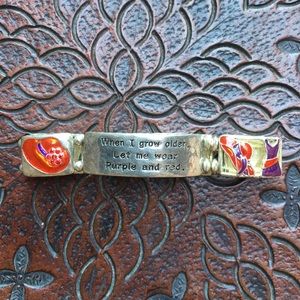 When I grow older,
Let me wear
Purple and red.